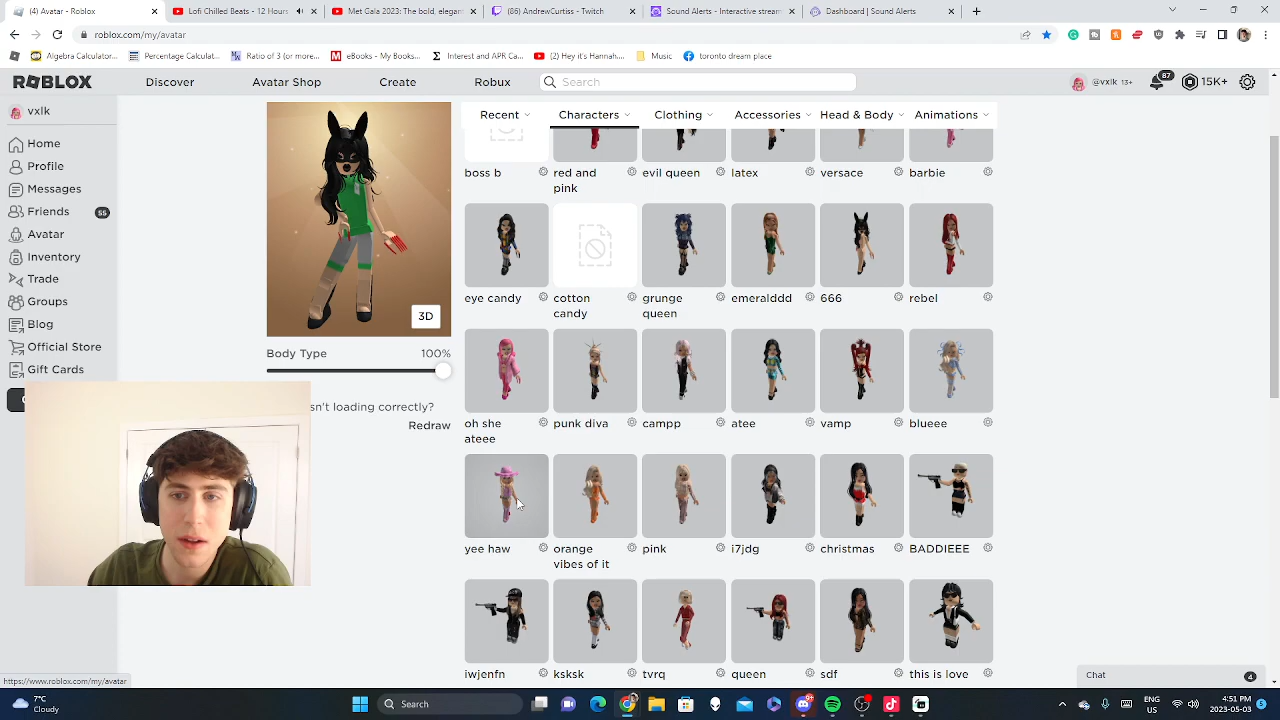 (4) Avatar - Roblox
Lofi Chilled Beats - 12 Hours
Met Gala 2023: The bold, elegan
(06) AndrewCurtiss - Twitch
Sound Alerts - Interactive servic
Dashboard | Sound Alerts
roblox.com/my/avatar
Algebra Calculator...
Percentage Calculat...
Ratio of 3 (or more...
eBooks - My Books...
Interest and APR Ca...
(2) Hey it's Hannah...
Music
toronto dream place
ROBLOX
Discover
Avatar Shop
Create
Robux
Search
@vxlk 13+
87
15K+
vxlk
Home
Profile
Messages
Friends
55
Avatar
Inventory
Trade
Groups
Blog
Official Store
Gift Cards
3D
Body Type
100%
sn't loading correctly?
Redraw
Recent
Characters
Clothing
Accessories
Head & Body
Animations
boss b
red and
pink
evil queen
latex
versace
barbie
eye candy
cotton
candy
grunge
queen
emeralddd
666
rebel
oh she
ateee
punk diva
campp
atee
vamp
blueee
yee haw
orange
vibes of it
pink
i7jdg
christmas
BADDIEEE
iwjenfn
ksksk
tvrq
queen
sdf
this is love
Chat
4
https://www.roblox.com/my/avatar
7°C
Cloudy
Search
ENG
US
4:51 PM
2023-05-03
5